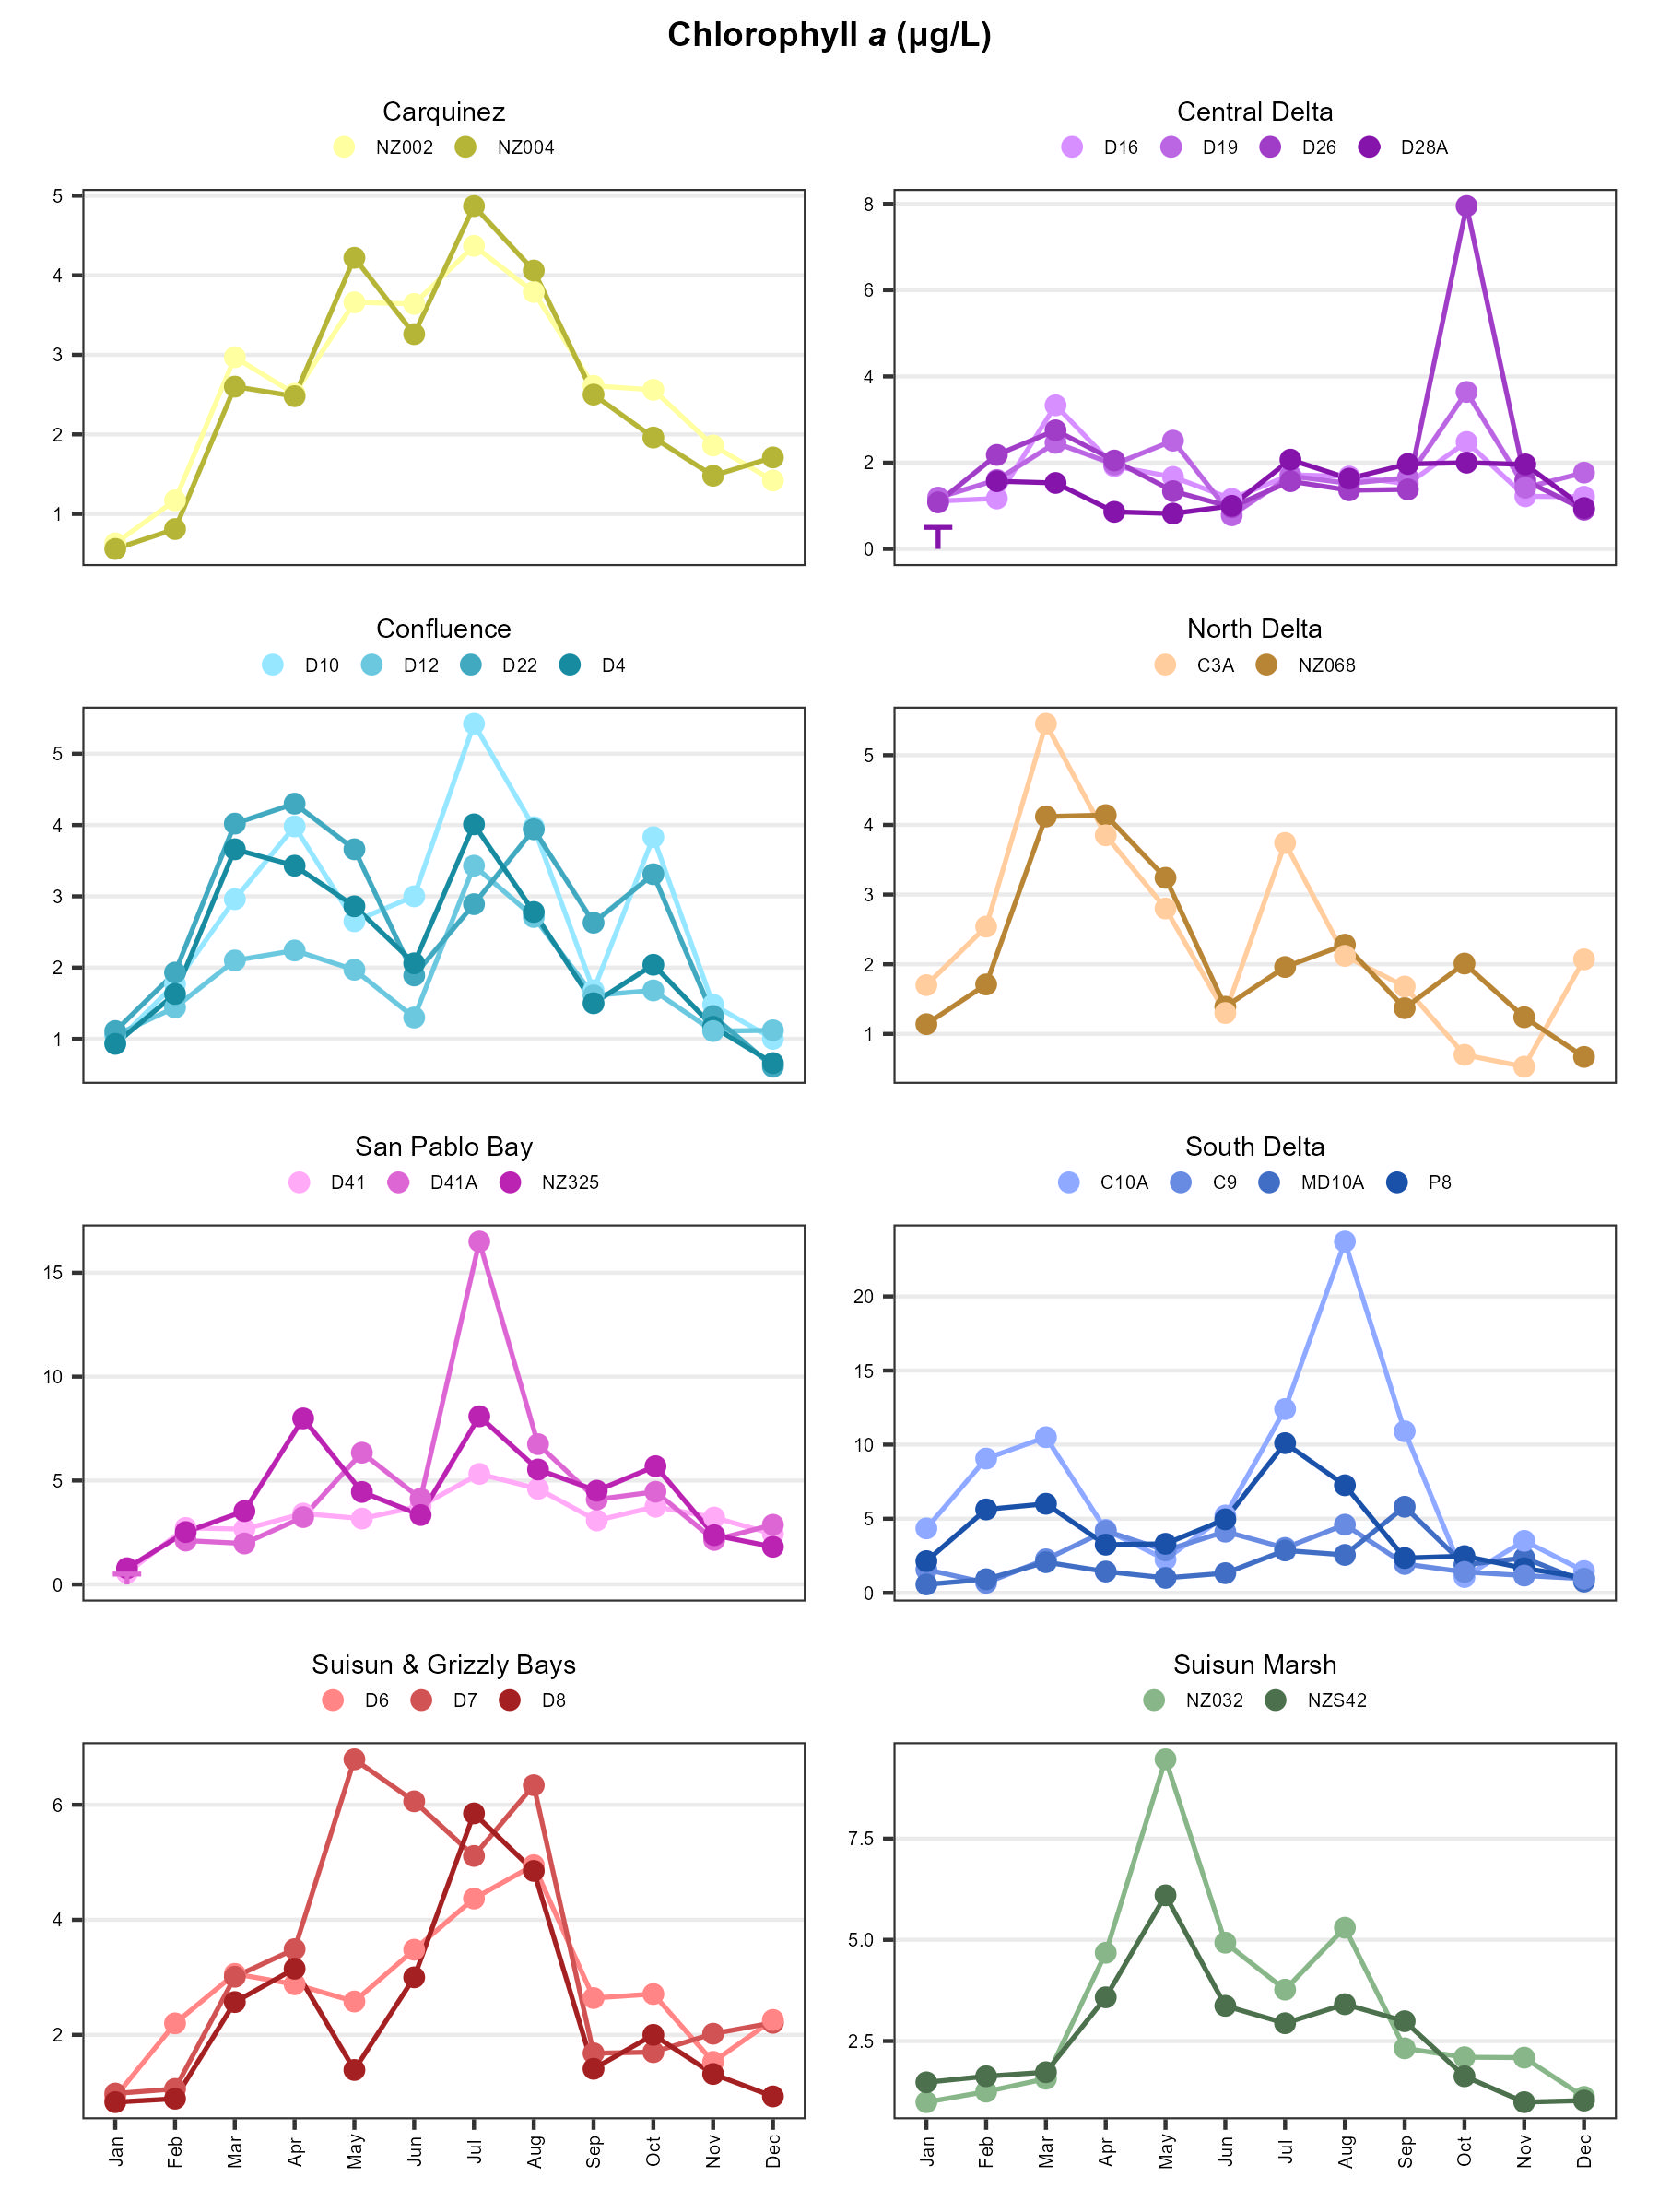 Chlorophyll a (µg/L)
Carquinez
NZ002 NZ004
5
4
3
2
1
Central Delta
D16 D19 D26 D28A
8
6
4
2
0
Confluence
D10 D12 D22 D4
5
4
3
2
1
North Delta
C3A NZ068
5
4
3
2
1
San Pablo Bay
D41 D41A NZ325
15
10
5
0
South Delta
C10A C9 MD10A P8
20
15
10
5
0
Suisun & Grizzly Bays
D6 D7 D8
6
4
2
Jan Feb Mar Apr May Jun Jul Aug Sep Oct Nov Dec
Suisun Marsh
NZ032 NZS42
7.5
5.0
2.5
Jan Feb Mar Apr May Jun Jul Aug Sep Oct Nov Dec